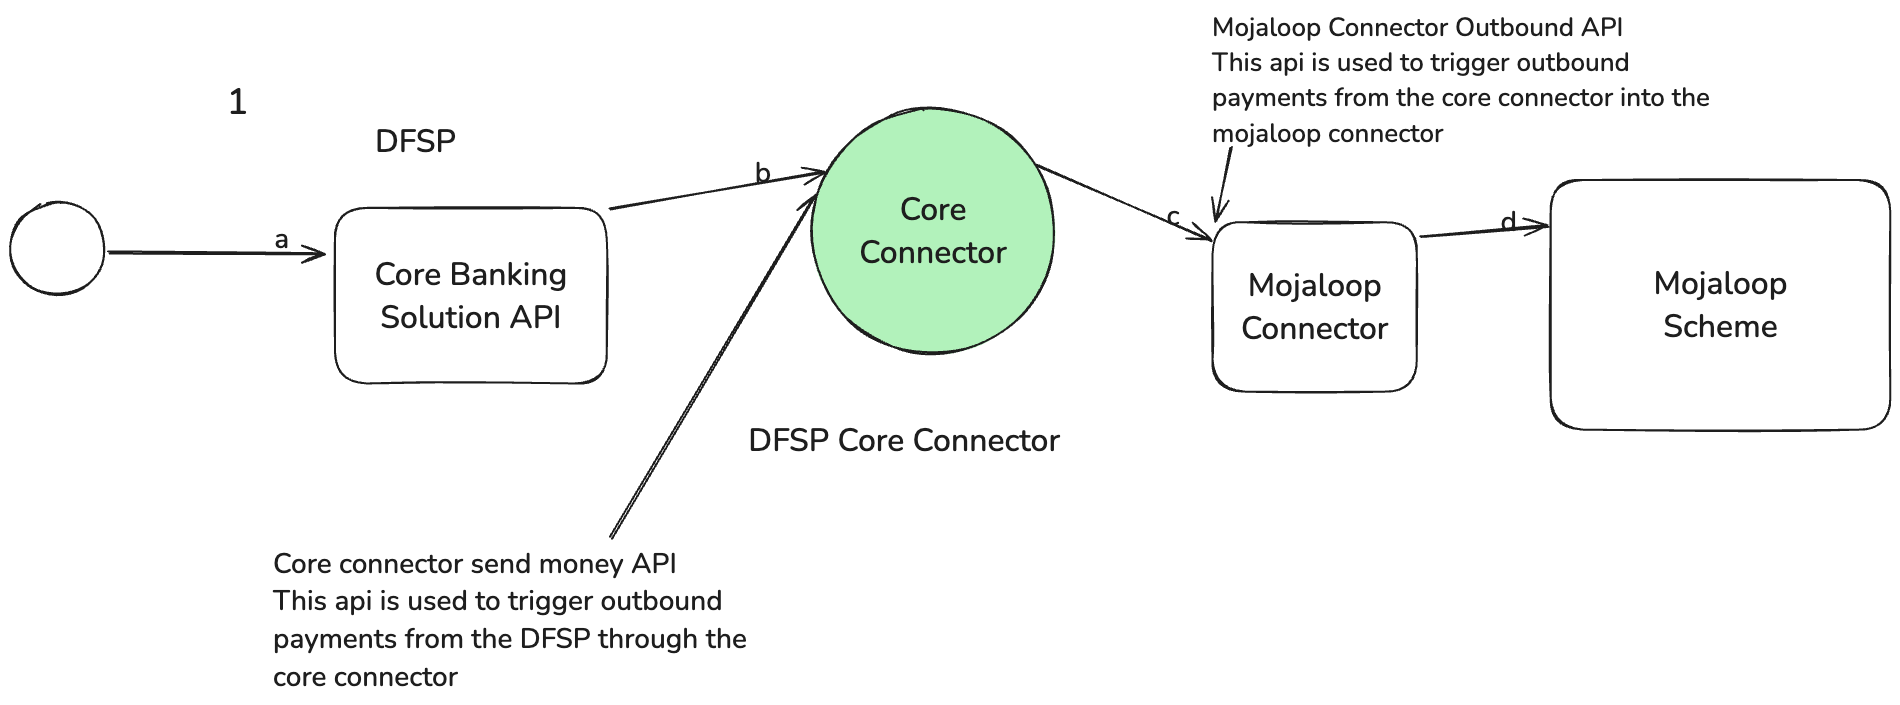 1
DFSP
a
Core Banking
Solution API
b
Core
Connector
DFSP Core Connector
Core connector send money API
This api is used to trigger outbound
payments from the DFSP through the
core connector
Mojaloop Connector Outbound API
This api is used to trigger outbound
payments from the core connector into the
mojaloop connector
c
Mojaloop
Connector
d
Mojaloop
Scheme